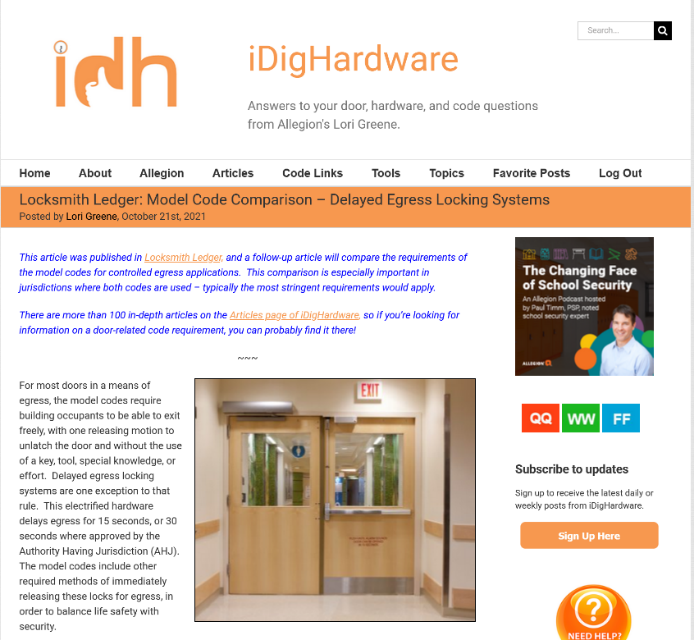 idh
iDigHardware
Search...
Answers to your door, hardware, and code questions
from Allegion's Lori Greene.
Home About Allegion Articles Code Links Tools Topics Favorite Posts Log Out
Locksmith Ledger: Model Code Comparison – Delayed Egress Locking Systems
Posted by Lori Greene, October 21st, 2021
This article was published in Locksmith Ledger, and a follow-up article will compare the requirements of
the model codes for controlled egress applications. This comparison is especially important in
jurisdictions where both codes are used – typically the most stringent requirements would apply.
There are more than 100 in-depth articles on the Articles page of iDigHardware, so if you're looking for
information on a door-related code requirement, you can probably find it there!
~~~
For most doors in a means of
egress, the model codes require
building occupants to be able to exit
freely, with one releasing motion to
unlatch the door and without the use
of a key, tool, special knowledge, or
effort. Delayed egress locking
systems are one exception to that
rule. This electrified hardware
delays egress for 15 seconds, or 30
seconds where approved by the
Authority Having Jurisdiction (AHJ).
The model codes include other
required methods of immediately
releasing these locks for egress, in
order to balance life safety with
security.
EXIT
The Changing Face
of School Security
An Allegion Podcast hosted
by Paul Timm, PSP, noted
school security expert
ALLEGION
QQ WW FF
Subscribe to updates
Sign up to receive the latest daily or
weekly posts from iDigHardware.
Sign Up Here
?
NEED HELP?